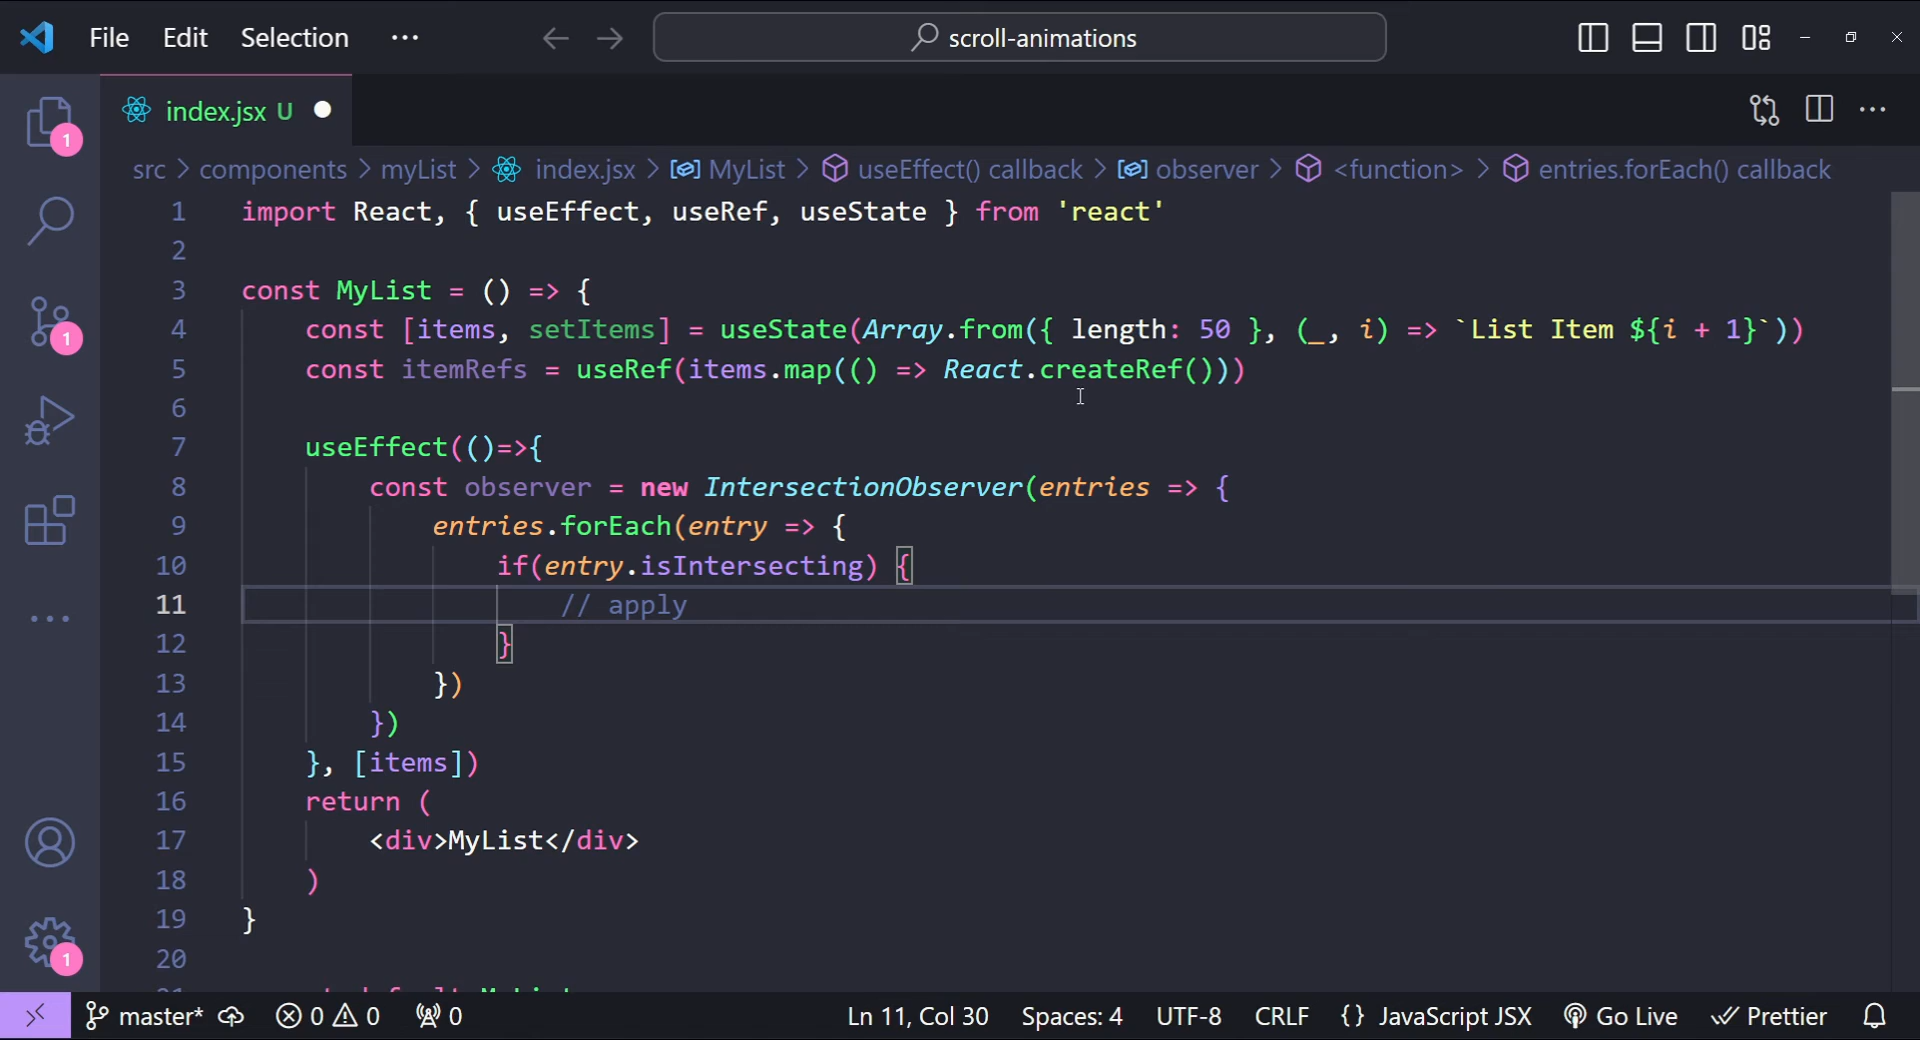 File Edit Selection ··· scroll-animations
index.jsx U
src > components > myList > index.jsx > MyList > useEffect() callback > observer > <function> > entries.forEach() callback
1 import React, { useEffect, useRef, useState } from 'react'
2
3 const MyList = () => {
4 const [items, setItems] = useState(Array.from({ length: 50 }, (_, i) => `List Item ${i + 1}`))
5 const itemRefs = useRef(items.map(() => React.createRef()))
6
7 useEffect(()=>{
8 const observer = new IntersectionObserver(entries => {
9 entries.forEach(entry => {
10 if(entry.isIntersecting) {
11 // apply
12 }
13 })
14 })
15 }, [items])
16 return (
17 <div>MyList</div>
18 )
19 }
20
1
1
1
master* 0 0 0 Ln 11, Col 30 Spaces: 4 UTF-8 CRLF {} JavaScript JSX Go Live Prettier